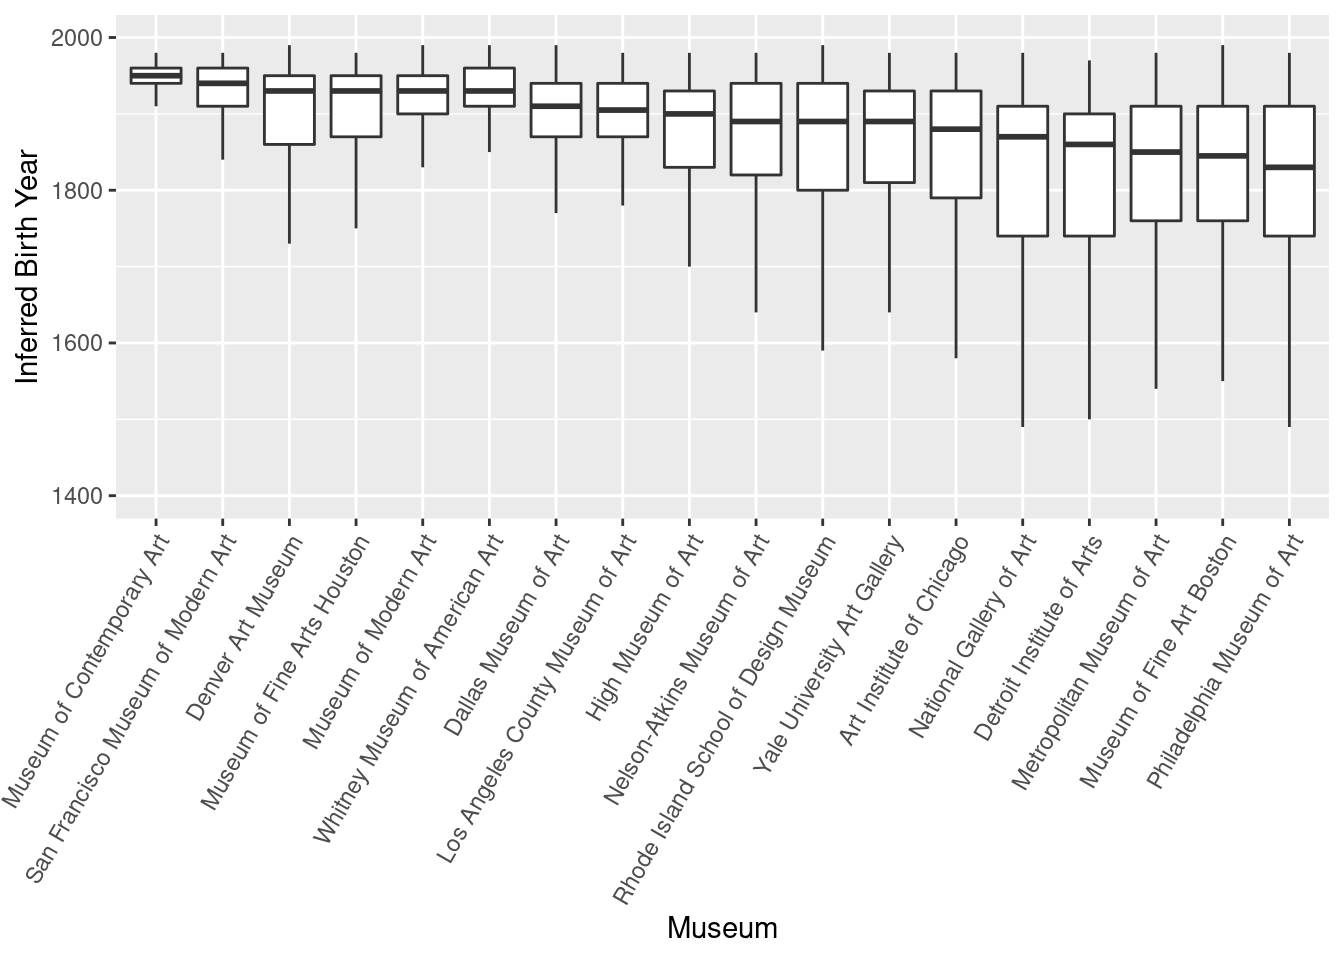 2000
1800
1600
1400
Inferred Birth Year
Museum of Contemporary Art
San Francisco Museum of Modern Art
Denver Art Museum
Museum of Fine Arts Houston
Museum of Modern Art
Whitney Museum of American Art
Dallas Museum of Art
Los Angeles County Museum of Art
High Museum of Art
Nelson-Atkins Museum of Art
Rhode Island School of Design Museum
Yale University Art Gallery
Art Institute of Chicago
National Gallery of Art
Detroit Institute of Arts
Metropolitan Museum of Art
Museum of Fine Art Boston
Philadelphia Museum of Art
Museum